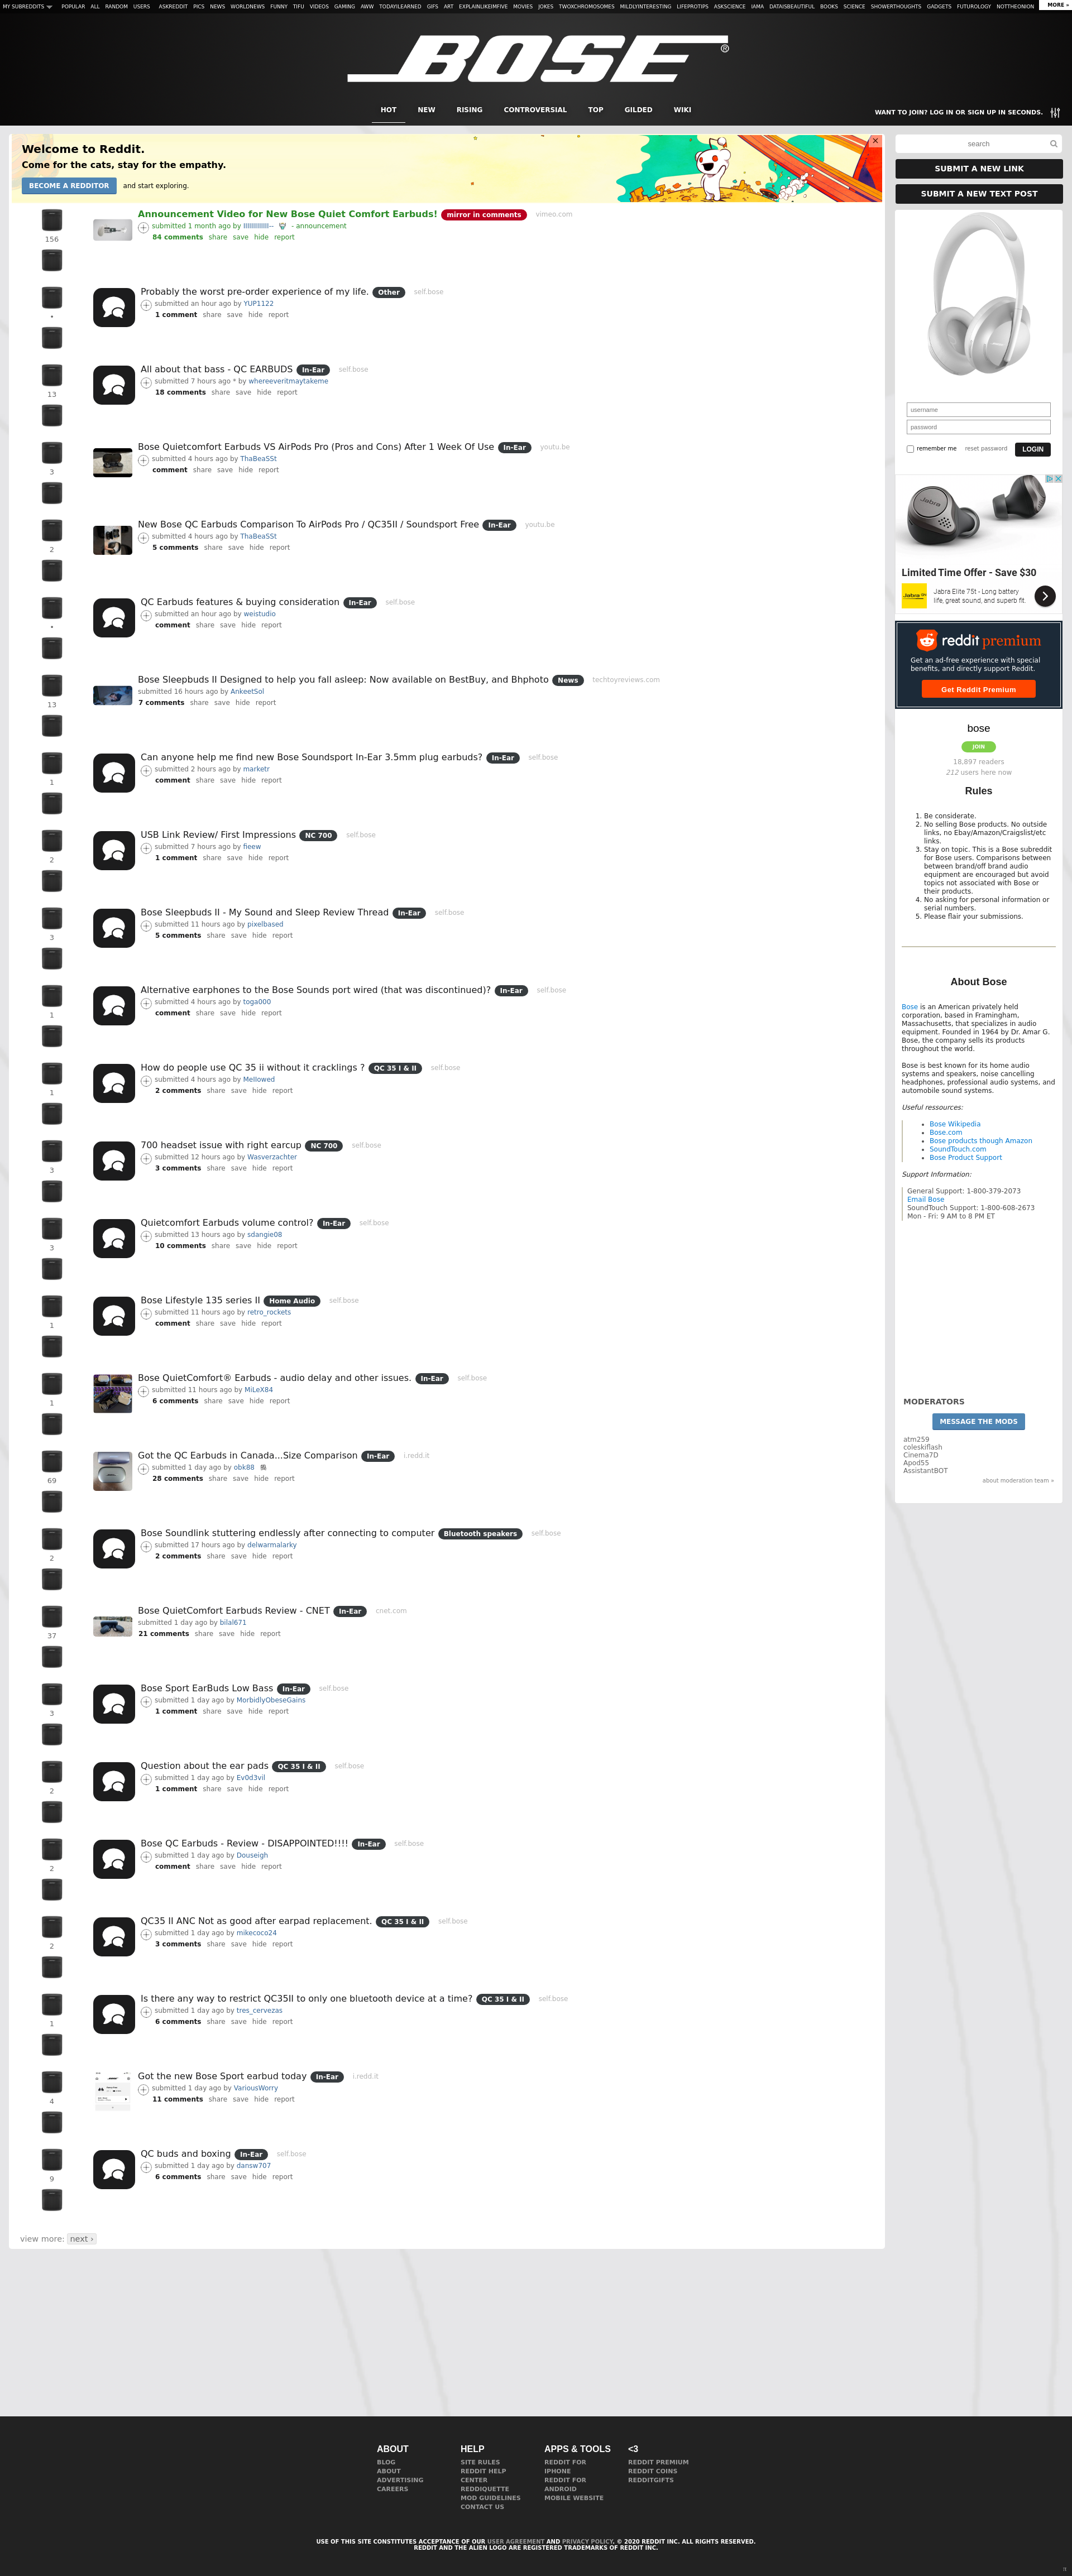 MY SUBREDDITS POPULAR ALL RANDOM USERS ASKREDDIT PICS NEWS WORLDNEWS FUNNY TIFU VIDEOS GAMING AWW TODAYILEARNED GIFS ART EXPLAINLIKEIMFIVE MOVIES JOKES TWOXCHROMOSOMES MILDLYINTERESTING LIFEPROTIPS ASKSCIENCE IAMA DATAISBEAUTIFUL BOOKS SCIENCE SHOWERTHOUGHTS GADGETS FUTUROLOGY NOTTHEONION MORE »
BOSE ®
HOT NEW RISING CONTROVERSIAL TOP GILDED WIKI
WANT TO JOIN? LOG IN OR SIGN UP IN SECONDS.
Welcome to Reddit.
Come for the cats, stay for the empathy.
BECOME A REDDITOR and start exploring.
Announcement Video for New Bose Quiet Comfort Earbuds! mirror in comments vimeo.com
156
- announcement
84 comments share save hide report
Probably the worst pre-order experience of my life. Other self.bose
•
submitted an hour ago by YUP1122
1 comment share save hide report
All about that bass - QC EARBUDS In-Ear self.bose
13
submitted 7 hours ago * by whereeveritmaytakeme
18 comments share save hide report
Bose Quietcomfort Earbuds VS AirPods Pro (Pros and Cons) After 1 Week Of Use In-Ear youtu.be
3
submitted 4 hours ago by ThaBeaSSt
comment share save hide report
New Bose QC Earbuds Comparison To AirPods Pro / QC35II / Soundsport Free In-Ear youtu.be
2
submitted 4 hours ago by ThaBeaSSt
5 comments share save hide report
QC Earbuds features & buying consideration In-Ear self.bose
•
submitted an hour ago by weistudio
comment share save hide report
Bose Sleepbuds II Designed to help you fall asleep: Now available on BestBuy, and Bhphoto News techtoyreviews.com
13
submitted 16 hours ago by AnkeetSol
7 comments share save hide report
Can anyone help me find new Bose Soundsport In-Ear 3.5mm plug earbuds? In-Ear self.bose
1
submitted 2 hours ago by marketr
comment share save hide report
USB Link Review/ First Impressions NC 700 self.bose
2
submitted 7 hours ago by fieew
1 comment share save hide report
Bose Sleepbuds II - My Sound and Sleep Review Thread In-Ear self.bose
3
submitted 11 hours ago by pixelbased
5 comments share save hide report
Alternative earphones to the Bose Sounds port wired (that was discontinued)? In-Ear self.bose
1
submitted 4 hours ago by toga000
comment share save hide report
How do people use QC 35 ii without it cracklings ? QC 35 I & II self.bose
1
submitted 4 hours ago by Mellowed
2 comments share save hide report
700 headset issue with right earcup NC 700 self.bose
3
submitted 12 hours ago by Wasverzachter
3 comments share save hide report
Quietcomfort Earbuds volume control? In-Ear self.bose
3
submitted 13 hours ago by sdangie08
10 comments share save hide report
Bose Lifestyle 135 series II Home Audio self.bose
1
submitted 11 hours ago by retro_rockets
comment share save hide report
Bose QuietComfort® Earbuds - audio delay and other issues. In-Ear self.bose
1
submitted 11 hours ago by MiLeX84
6 comments share save hide report
Got the QC Earbuds in Canada...Size Comparison In-Ear i.redd.it
69
submitted 1 day ago by obk88
28 comments share save hide report
Bose Soundlink stuttering endlessly after connecting to computer Bluetooth speakers self.bose
2
submitted 17 hours ago by delwarmalarky
2 comments share save hide report
Bose QuietComfort Earbuds Review - CNET In-Ear cnet.com
37
submitted 1 day ago by bilal671
21 comments share save hide report
Bose Sport EarBuds Low Bass In-Ear self.bose
3
submitted 1 day ago by MorbidlyObeseGains
1 comment share save hide report
Question about the ear pads QC 35 I & II self.bose
2
submitted 1 day ago by Ev0d3vil
1 comment share save hide report
Bose QC Earbuds - Review - DISAPPOINTED!!!! In-Ear self.bose
2
submitted 1 day ago by Douseigh
comment share save hide report
QC35 II ANC Not as good after earpad replacement. QC 35 I & II self.bose
2
submitted 1 day ago by mikecoco24
3 comments share save hide report
Is there any way to restrict QC35II to only one bluetooth device at a time? QC 35 I & II self.bose
1
submitted 1 day ago by tres_cervezas
6 comments share save hide report
Got the new Bose Sport earbud today In-Ear i.redd.it
4
submitted 1 day ago by VariousWorry
11 comments share save hide report
QC buds and boxing In-Ear self.bose
9
submitted 1 day ago by dansw707
6 comments share save hide report
view more: next ›
search
SUBMIT A NEW LINK
SUBMIT A NEW TEXT POST
username
password
remember me reset password LOGIN
Jabra
Limited Time Offer - Save $30
Jabra Elite 75t - Long battery
life, great sound, and superb fit.
reddit premium
Get an ad-free experience with special
benefits, and directly support Reddit.
Get Reddit Premium
bose
JOIN
18,897 readers
212 users here now
Rules
1. Be considerate.
2. No selling Bose products. No outside
links, no Ebay/Amazon/Craigslist/etc
links.
3. Stay on topic. This is a Bose subreddit
for Bose users. Comparisons between
between brand/off brand audio
equipment are encouraged but avoid
topics not associated with Bose or
their products.
4. No asking for personal information or
serial numbers.
5. Please flair your submissions.
About Bose
Bose is an American privately held
corporation, based in Framingham,
Massachusetts, that specializes in audio
equipment. Founded in 1964 by Dr. Amar G.
Bose, the company sells its products
throughout the world.
Bose is best known for its home audio
systems and speakers, noise cancelling
headphones, professional audio systems, and
automobile sound systems.
Useful ressources:
• Bose Wikipedia
• Bose.com
• Bose products though Amazon
• SoundTouch.com
• Bose Product Support
Support Information:
General Support: 1-800-379-2073
Email Bose
SoundTouch Support: 1-800-608-2673
Mon - Fri: 9 AM to 8 PM ET
MODERATORS
MESSAGE THE MODS
atm259
coleskiflash
Cinema7D
Apod55
AssistantBOT
about moderation team »
ABOUT
BLOG
ABOUT
ADVERTISING
CAREERS
HELP
SITE RULES
REDDIT HELP
CENTER
REDDIQUETTE
MOD GUIDELINES
CONTACT US
APPS & TOOLS
REDDIT FOR
IPHONE
REDDIT FOR
ANDROID
MOBILE WEBSITE
<3
REDDIT PREMIUM
REDDIT COINS
REDDITGIFTS
USE OF THIS SITE CONSTITUTES ACCEPTANCE OF OUR USER AGREEMENT AND PRIVACY POLICY. © 2020 REDDIT INC. ALL RIGHTS RESERVED.
REDDIT AND THE ALIEN LOGO ARE REGISTERED TRADEMARKS OF REDDIT INC.